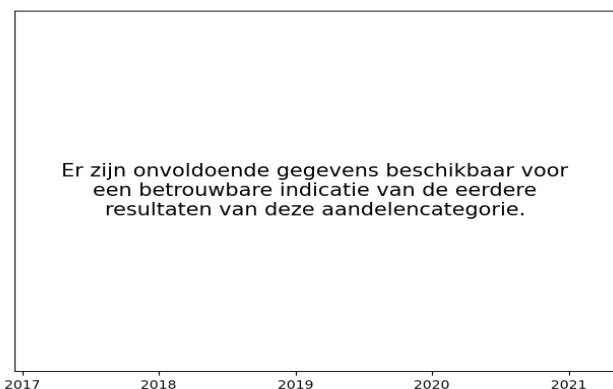 Er zijn onvoldoende gegevens beschikbaar voor
een betrouwbare indicatie van de eerdere
resultaten van deze aandelencategorie.
2017 2018 2019 2020 2021